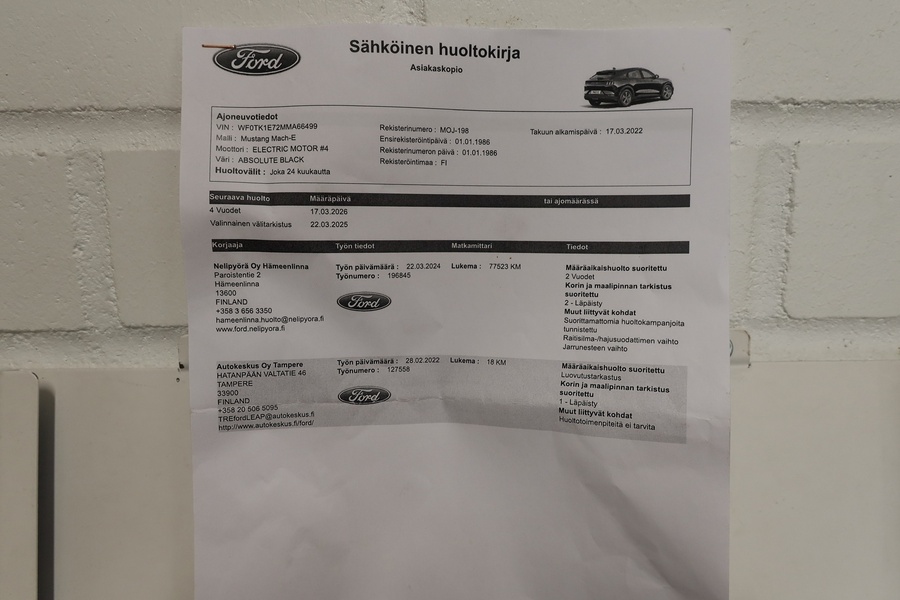 Ford
Sähköinen huoltokirja
Asiakaskopio
Ajoneuvotiedot
VIN : WF0TK1E72MMA66499
Malli : Mustang Mach-E
Moottori : ELECTRIC MOTOR #4
Väri : ABSOLUTE BLACK
Huoltovälit : Joka 24 kuukautta
Rekisterinumero : MOJ-198
Ensirekisteröintipäivä : 01.01.1986
Rekisterinumeron päivä : 01.01.1986
Rekisteröintimaa : FI
Takuun alkamispäivä : 17.03.2022
Seuraava huolto Määräpäivä tai ajomäärässä
4 Vuodet 17.03.2026
Valinnainen välitarkistus 22.03.2025
Korjaaja Työn tiedot Matkamittari Tiedot
Nelipyörä Oy Hämeenlinna
Paroistentie 2
Hämeenlinna
13600
FINLAND
+358 3 656 3350
hameenlinna.huolto@nelipyora.fi
www.ford.nelipyora.fi
Työn päivämäärä : 22.03.2024
Työnumero : 196845
Ford
Lukema : 77523 KM
Määräaikaishuolto suoritettu
2 Vuodet
Korin ja maalipinnan tarkistus
suoritettu
2 - Läpäisty
Muut liittyvät kohdat
Suorittamattomia huoltokampanjoita
tunnistettu
Raitisilma-/hajusuodattimen vaihto
Jarrunesteen vaihto
Autokeskus Oy Tampere
HATANPÄÄN VALTATIE 46
TAMPERE
33900
FINLAND
+358 20 506 5095
TREfordLEAP@autokeskus.fi
http://www.autokeskus.fi/ford/
Työn päivämäärä : 28.02.2022
Työnumero : 127558
Ford
Lukema : 18 KM
Määräaikaishuolto suoritettu
Luovutustarkastus
Korin ja maalipinnan tarkistus
suoritettu
1 - Läpäisty
Muut liittyvät kohdat
Huoltotoimenpiteitä ei tarvita